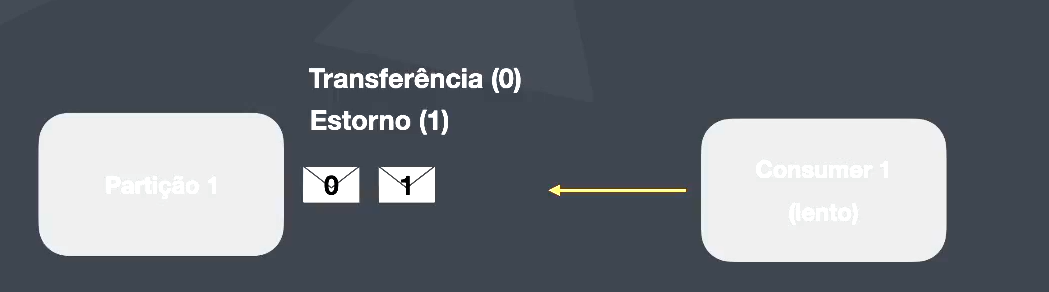 Transferência (0)
Estorno (1)
Partição 1
0 1
Consumer 1
(lento)